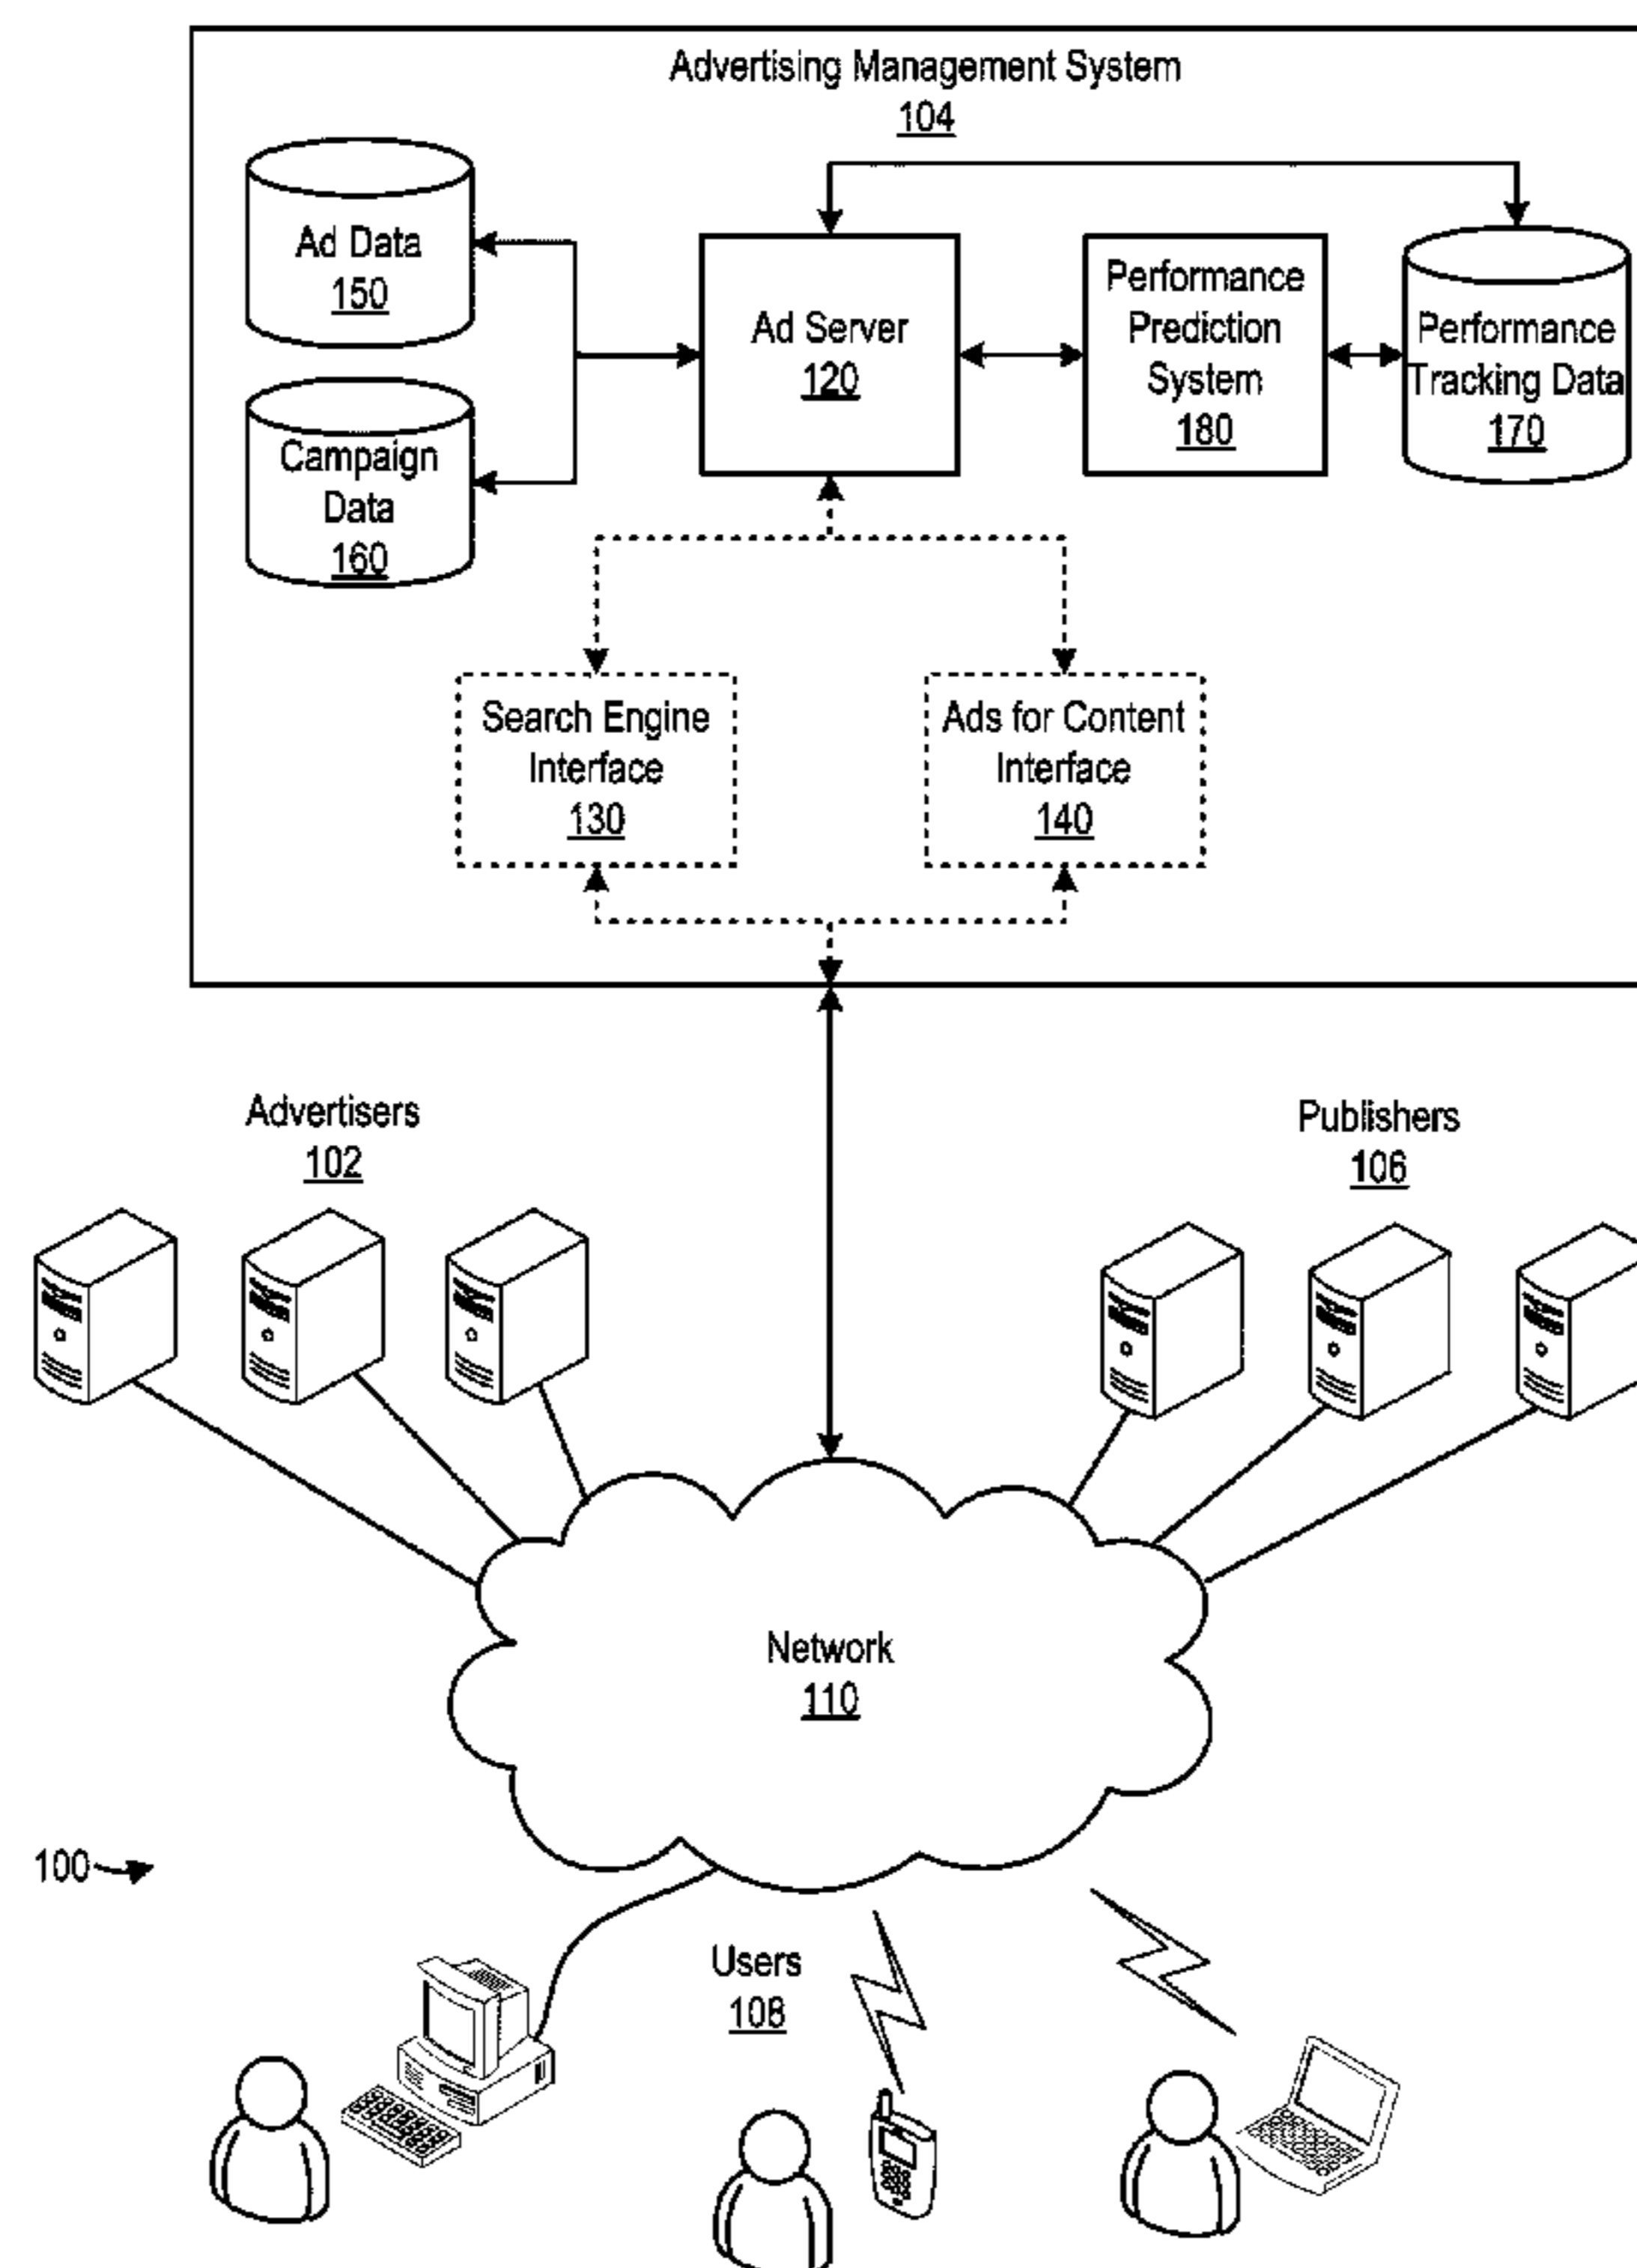 Advertising Management System
104
Ad Data
150
Campaign
Data
160
Ad Server
120
Performance
Prediction
System
180
Performance
Tracking Data
170
Search Engine
Interface
130
Ads for Content
Interface
140
Advertisers
102
Publishers
106
Network
110
100
Users
108